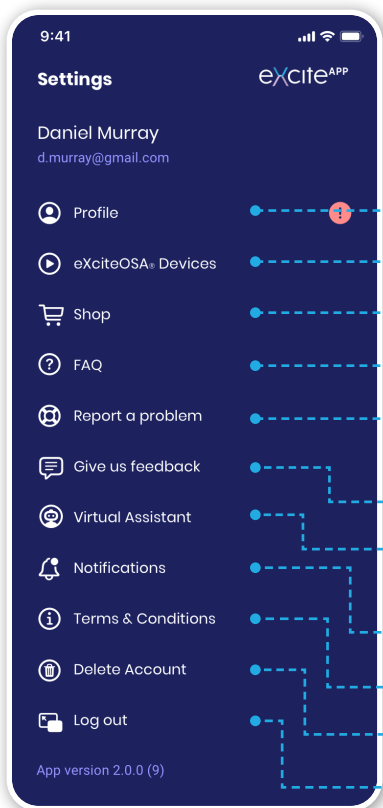 9:41
Settings
eXciteAPP
Daniel Murray
d.murray@gmail.com
Profile
eXciteOSA® Devices
Shop
FAQ
Report a problem
Give us feedback
Virtual Assistant
Notifications
Terms & Conditions
Delete Account
Log out
App version 2.0.0 (9)